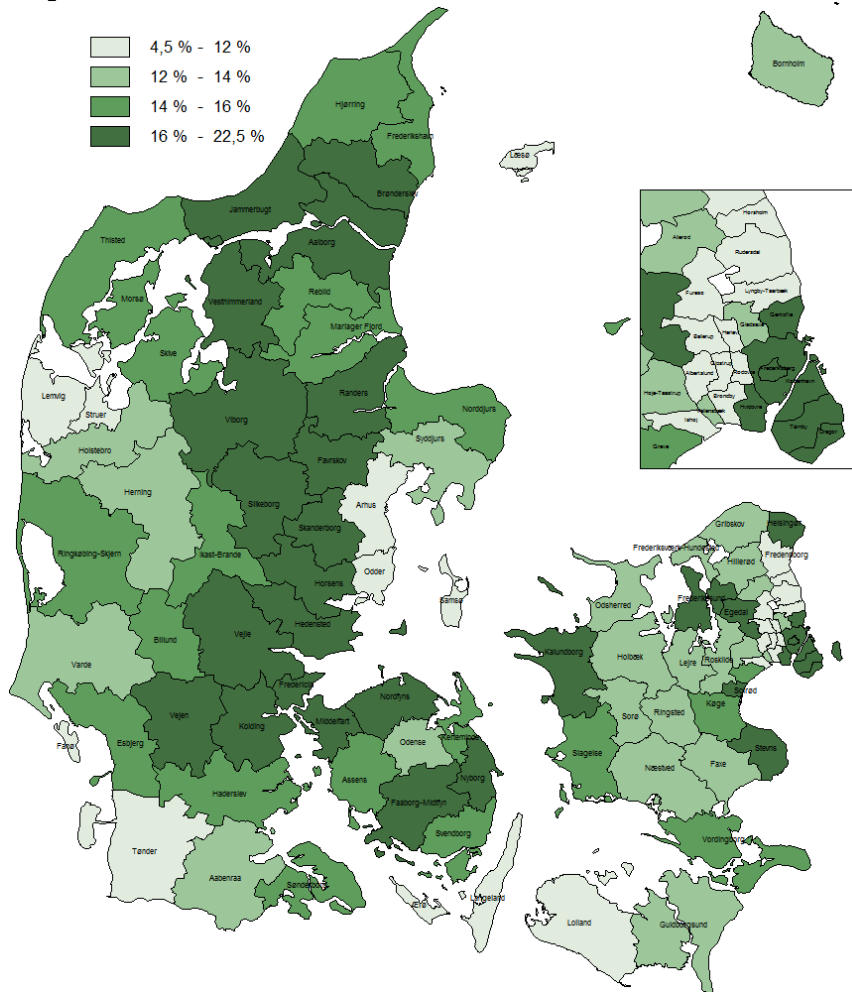 4,5 % - 12 %
12 % - 14 %
14 % - 16 %
16 % - 22,5 %
Bornholm
Hjørring
Frederikshavn
Læsø
Brønderslev
Jammerbugt
Aalborg
Thisted
Morsø
Vesthimmerland
Rebild
Mariager Fjord
Skive
Lemvig
Struer
Viborg
Randers
Norddjurs
Syddjurs
Holstebro
Herning
Favrskov
Silkeborg
Århus
Skanderborg
Ikast-Brande
Ringkøbing-Skjern
Odder
Horsens
Samsø
Hedensted
Billund
Vejle
Varde
Fredericia
Vejen
Kolding
Middelfart
Nordfyns
Odense
Kerteminde
Fanø
Esbjerg
Assens
Nyborg
Haderslev
Faaborg-Midtfyn
Svendborg
Tønder
Aabenraa
Sønderborg
Ærø
Langeland
Hørsholm
Allerød
Rudersdal
Furesø
Lyngby-Taarbæk
Gentofte
Gladsaxe
Ballerup
Herlev
Glostrup
Albertslund
Rødovre
Frederiksberg
København
Høje-Taastrup
Brøndby
Vallensbæk
Hvidovre
Ishøj
Tårnby
Dragør
Greve
Gribskov
Helsingør
Frederiksværk-Hundested
Hillerød
Fredensborg
Odsherred
Frederikssund
Egedal
Kalundborg
Holbæk
Lejre
Roskilde
Solrød
Køge
Sorø
Ringsted
Slagelse
Stevns
Næstved
Faxe
Vordingborg
Lolland
Guldborgsund